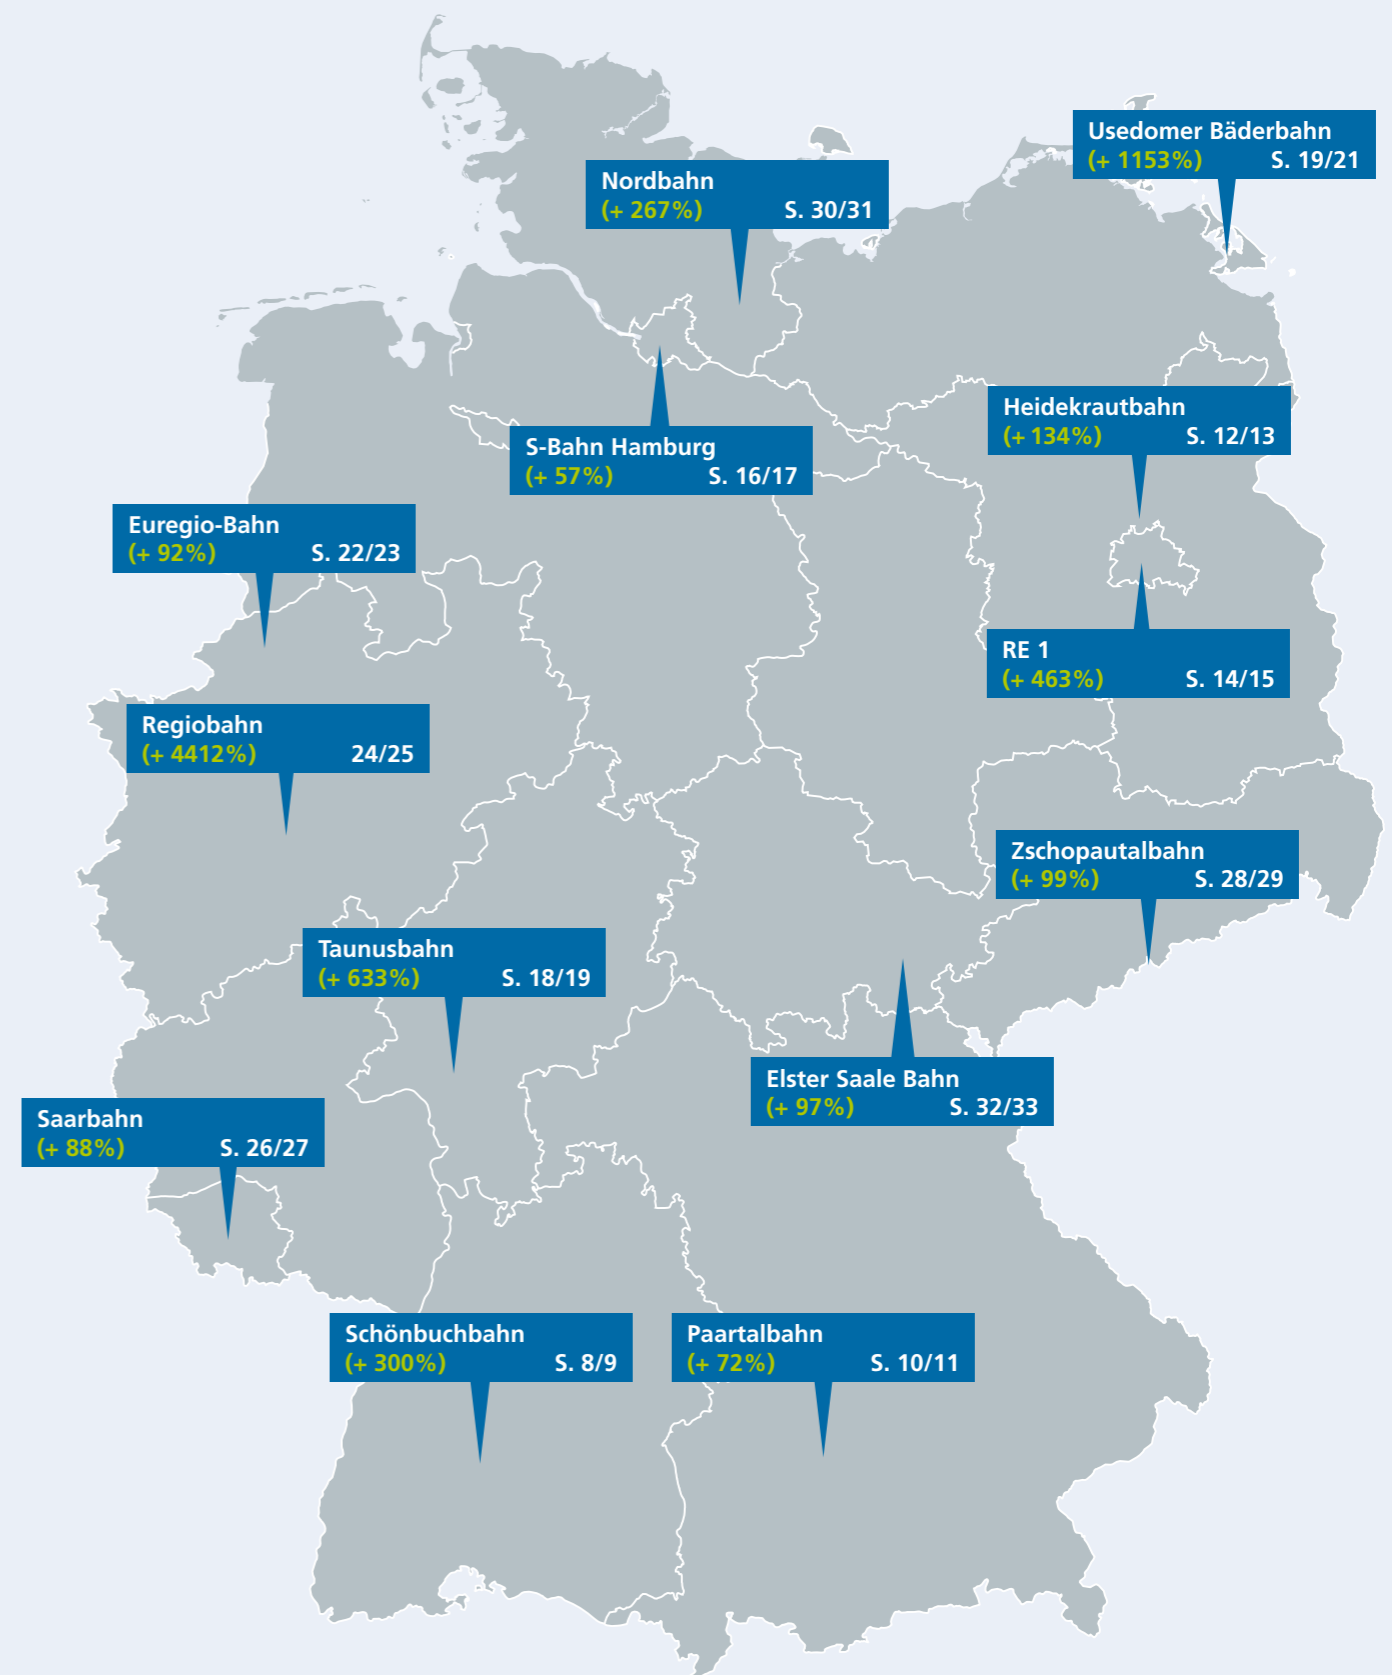 Usedomer Bäderbahn
(+ 1153%) S. 19/21
Nordbahn
(+ 267%) S. 30/31
Heidekrautbahn
(+ 134%) S. 12/13
S-Bahn Hamburg
(+ 57%) S. 16/17
Euregio-Bahn
(+ 92%) S. 22/23
RE 1
(+ 463%) S. 14/15
Regiobahn
(+ 4412%) 24/25
Zschopautalbahn
(+ 99%) S. 28/29
Taunusbahn
(+ 633%) S. 18/19
Elster Saale Bahn
(+ 97%) S. 32/33
Saarbahn
(+ 88%) S. 26/27
Schönbuchbahn
(+ 300%) S. 8/9
Paartalbahn
(+ 72%) S. 10/11